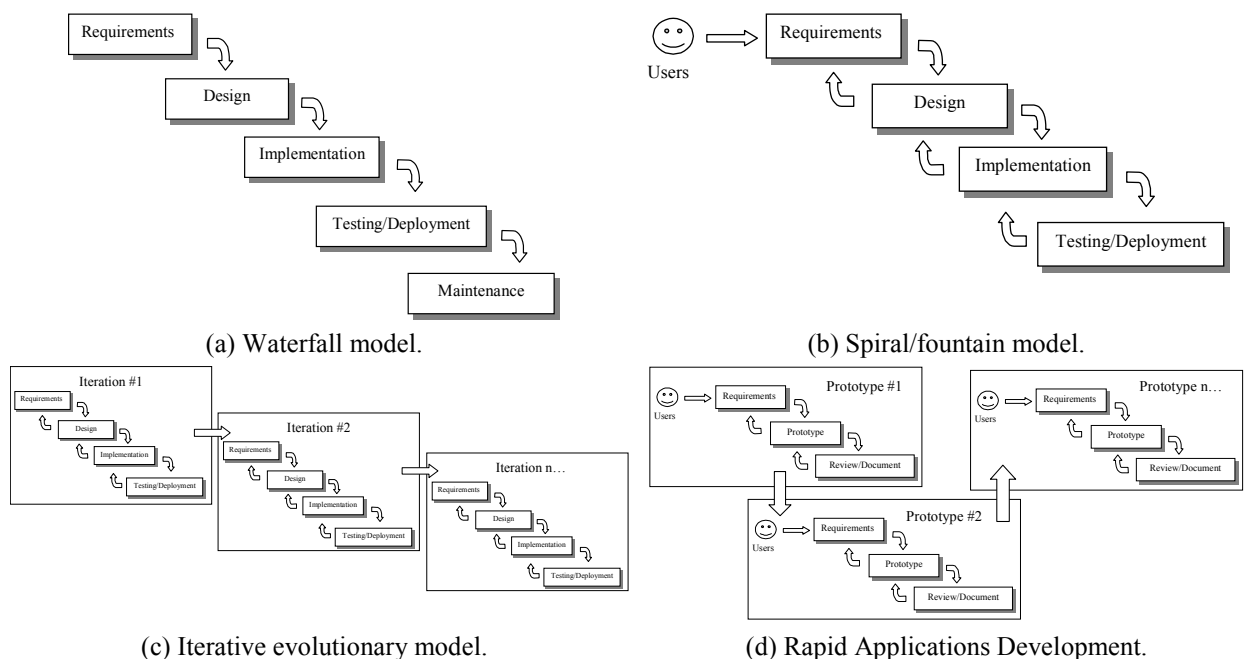 Requirements
Design
Implementation
Testing/Deployment
Maintenance
(a) Waterfall model.
Users
Requirements
Design
Implementation
Testing/Deployment
(b) Spiral/fountain model.
Iteration #1
Requirements
Design
Implementation
Testing/Deployment
Iteration #2
Requirements
Design
Implementation
Testing/Deployment
Iteration n…
Requirements
Design
Implementation
Testing/Deployment
(c) Iterative evolutionary model.
Prototype #1
Users
Requirements
Prototype
Review/Document
Prototype #2
Users
Requirements
Prototype
Review/Document
Prototype n…
Users
Requirements
Prototype
Review/Document
(d) Rapid Applications Development.